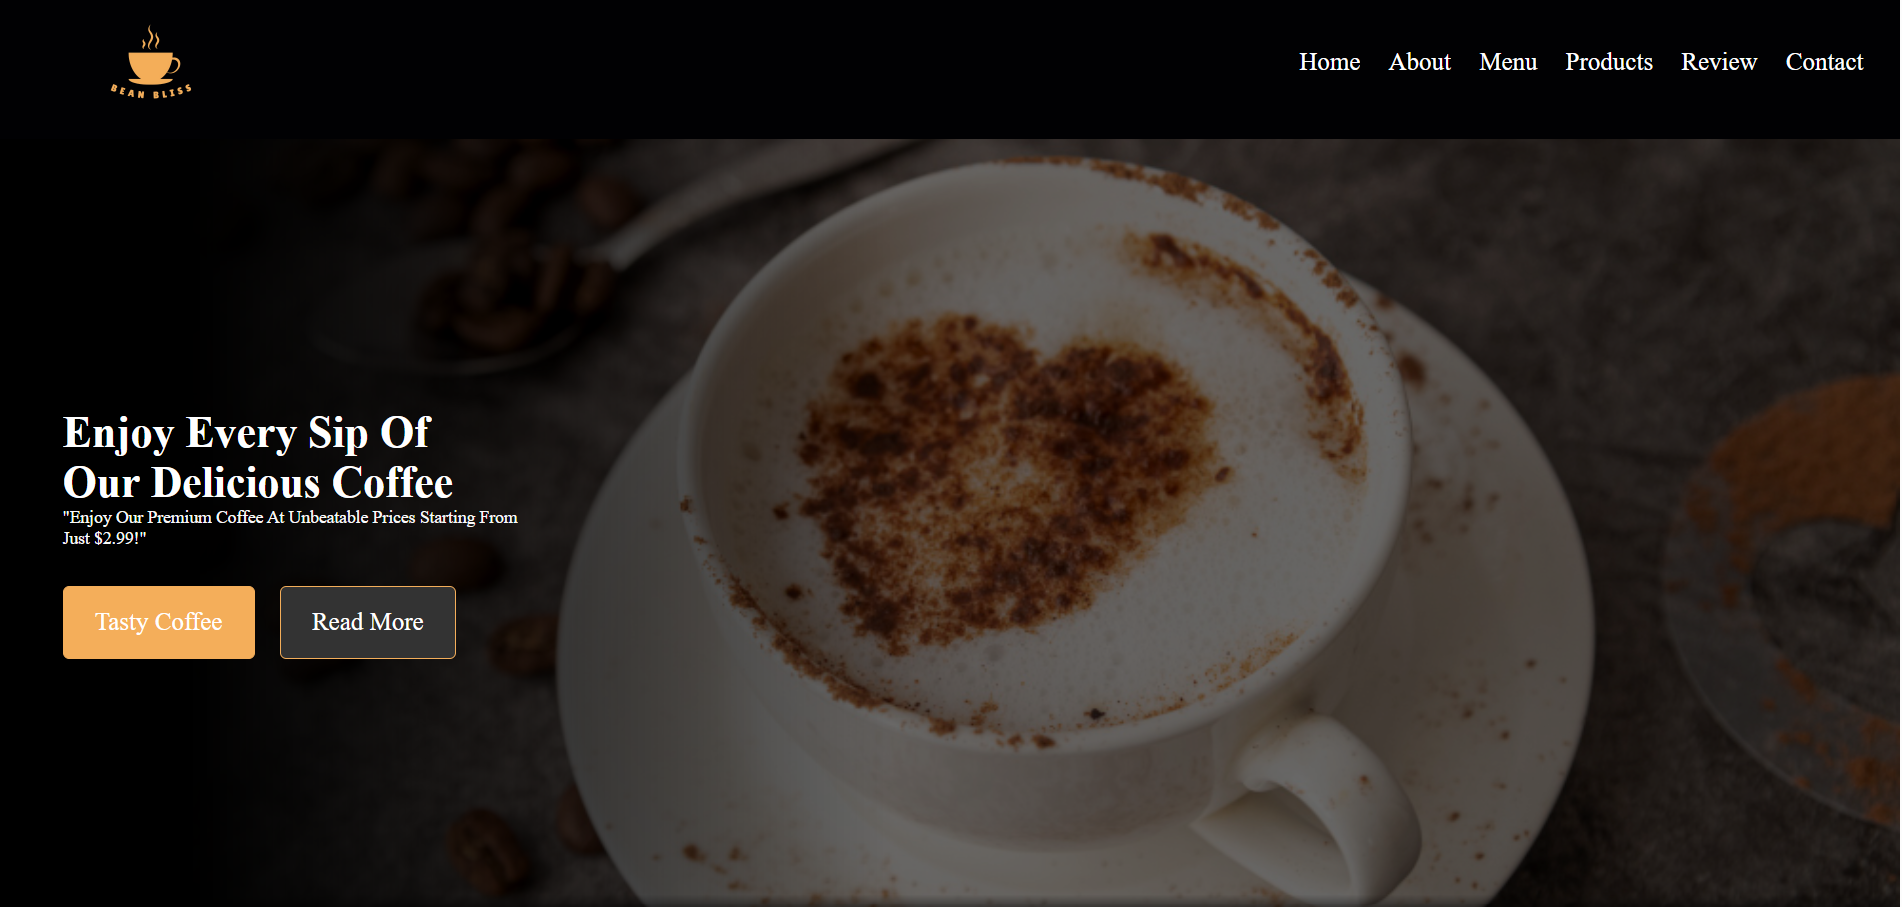 BEAN BLISS
Home About Menu Products Review Contact
Enjoy Every Sip Of
Our Delicious Coffee
"Enjoy Our Premium Coffee At Unbeatable Prices Starting From
Just $2.99!"
Tasty Coffee Read More